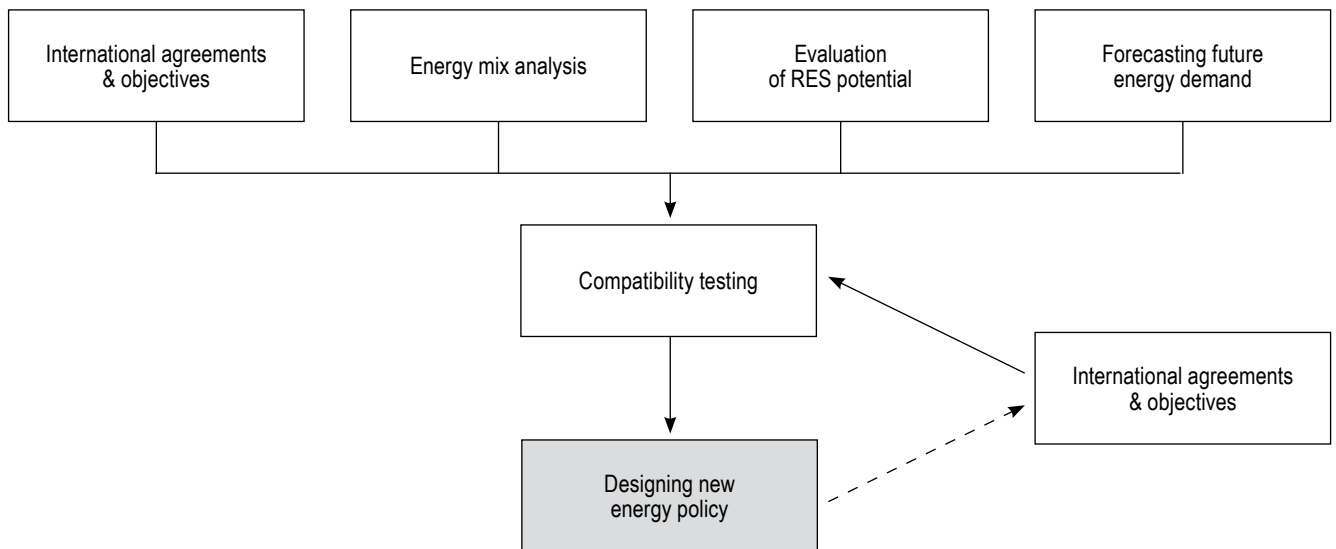 International agreements
& objectives
Energy mix analysis
Evaluation
of RES potential
Forecasting future
energy demand
Compatibility testing
International agreements
& objectives
Designing new
energy policy